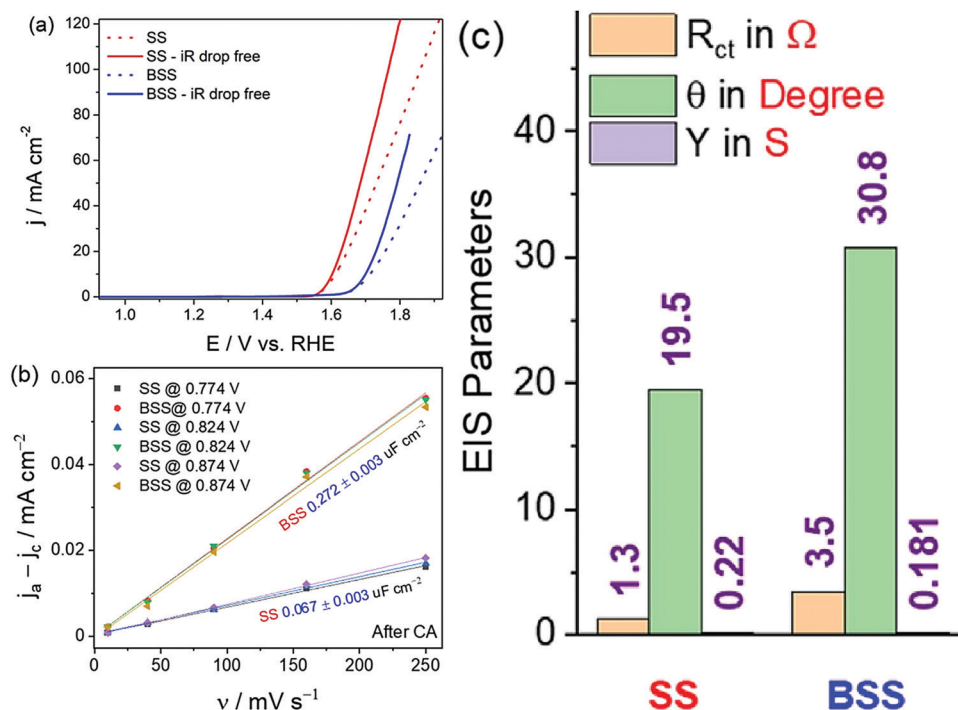 (a)
SS
SS - iR drop free
BSS
BSS - iR drop free
120
100
80
60
40
20
0
j / mA cm⁻²
1.0
1.2
1.4
1.6
1.8
E / V vs. RHE
(b)
SS @ 0.774 V
BSS@ 0.774 V
SS @ 0.824 V
BSS @ 0.824 V
SS @ 0.874 V
BSS @ 0.874 V
0.06
0.04
0.02
0.00
jₐ – j꜀ / mA cm⁻²
BSS 0.272 ± 0.003 uF cm⁻²
SS 0.067 ± 0.003 uF cm⁻²
After CA
0
50
100
150
200
250
ν / mV s⁻¹
(c)
R_ct in Ω
θ in Degree
Y in S
40
30
20
10
0
EIS Parameters
1.3
19.5
0.22
3.5
30.8
0.181
SS
BSS